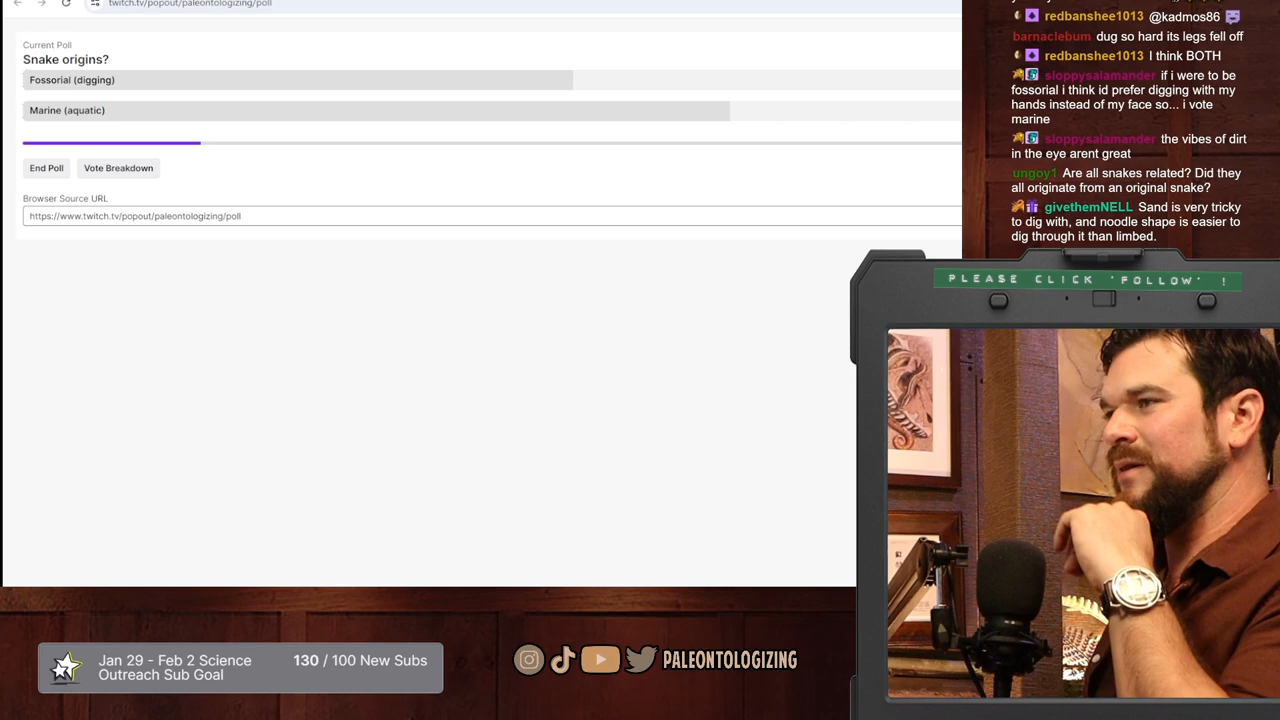 twitch.tv/popout/paleontologizing/poll
Current Poll
Snake origins?
Fossorial (digging)
Marine (aquatic)
End Poll
Vote Breakdown
Browser Source URL
https://www.twitch.tv/popout/paleontologizing/poll
redbanshee1013 @kadmos86
barnaclebum dug so hard its legs fell off
redbanshee1013 I think BOTH
sloppysalamander if i were to be
fossorial i think id prefer digging with my
hands instead of my face so... i vote
marine
sloppysalamander the vibes of dirt
in the eye arent great
ungoy1 Are all snakes related? Did they
all originate from an original snake?
givethemNELL Sand is very tricky
to dig with, and noodle shape is easier to
dig through it than limbed.
PLEASE CLICK "FOLLOW" !
Jan 29 - Feb 2 Science
Outreach Sub Goal
130 / 100 New Subs
PALEONTOLOGIZING